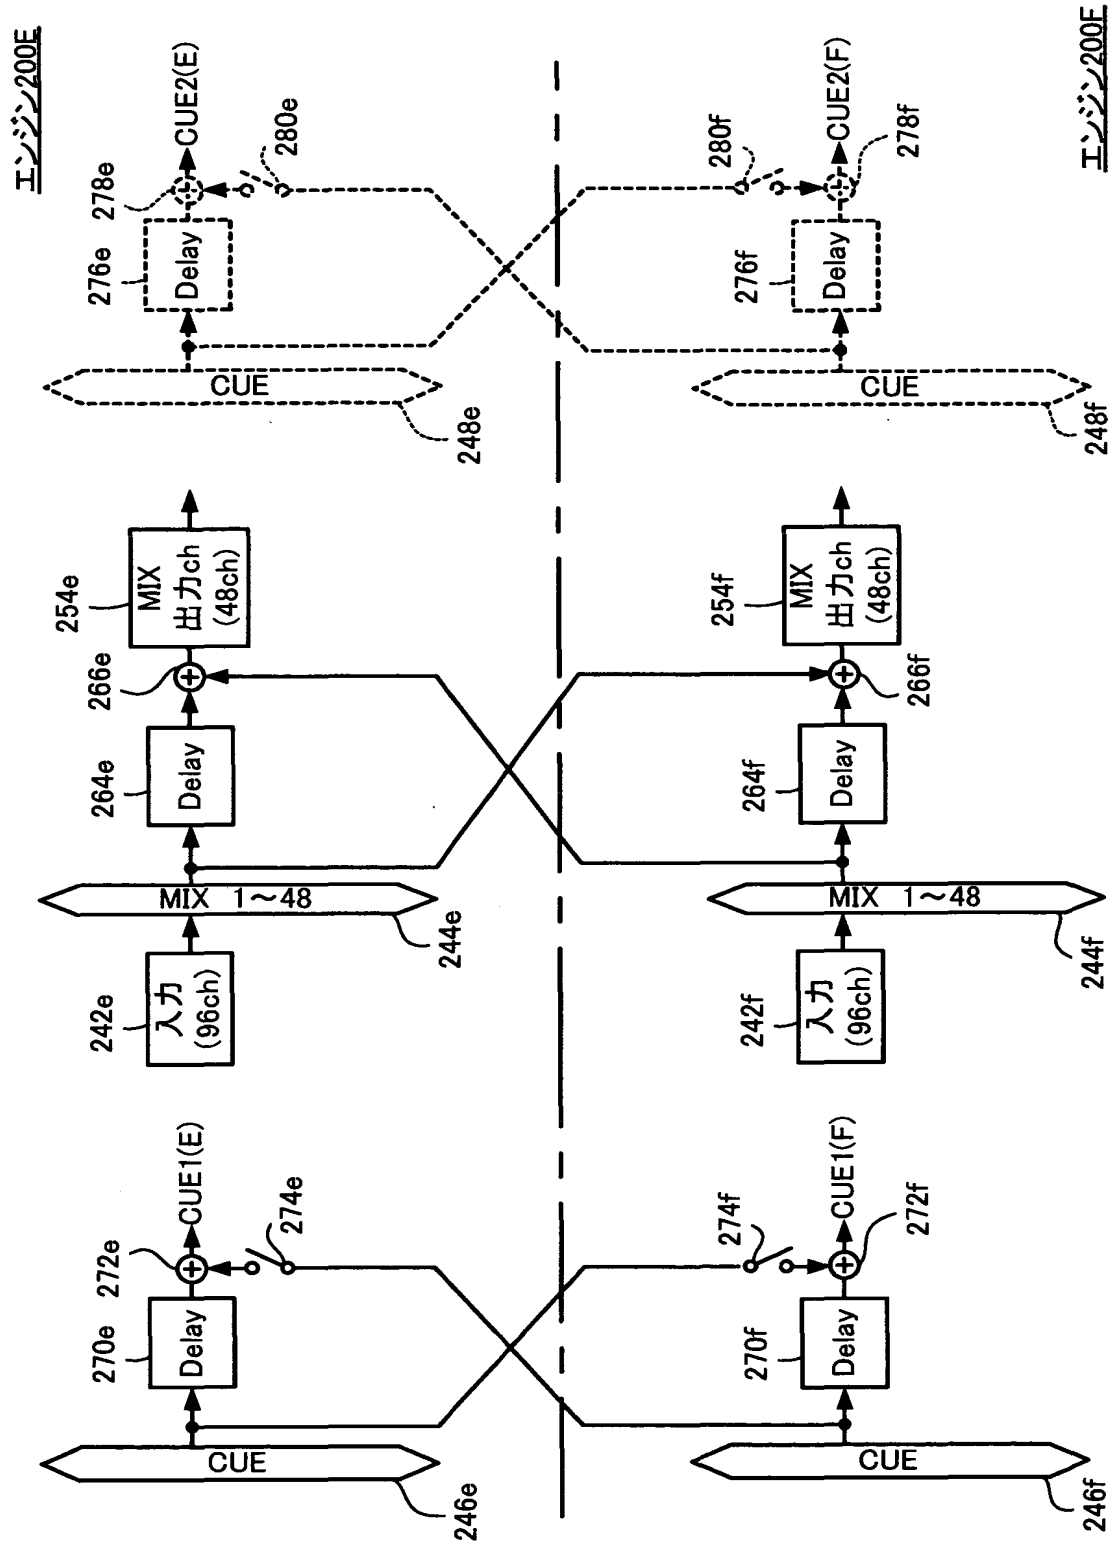 エンジン200E
CUE
246e
Delay
270e
272e
CUE1(E)
274e
入力
(96ch)
242e
MIX 1～48
244e
Delay
264e
266e
MIX
出力ch
(48ch)
254e
CUE
248e
Delay
276e
278e
CUE2(E)
280e
エンジン200F
CUE
246f
Delay
270f
272f
CUE1(F)
274f
入力
(96ch)
242f
MIX 1～48
244f
Delay
264f
266f
MIX
出力ch
(48ch)
254f
CUE
248f
Delay
276f
278f
CUE2(F)
280f